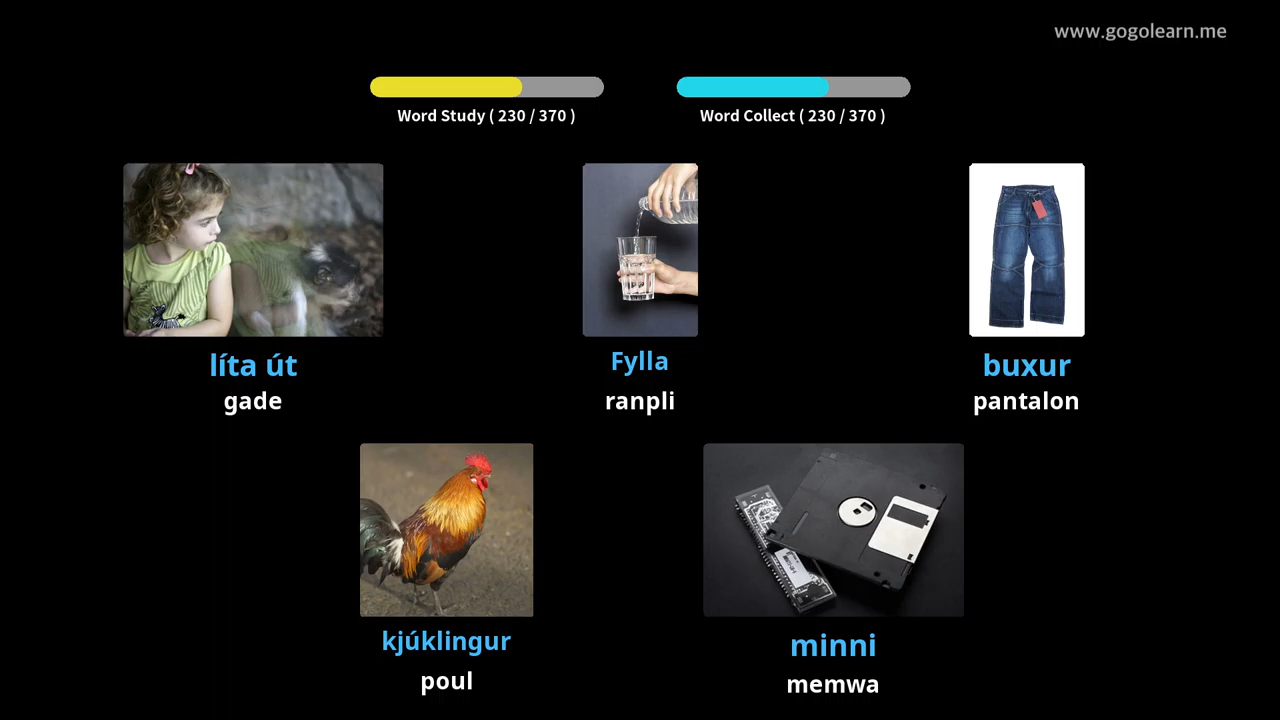 www.gogolearn.me
Word Study ( 230 / 370 )
Word Collect ( 230 / 370 )
líta út
gade
Fylla
ranpli
buxur
pantalon
kjúklingur
poul
minni
memwa